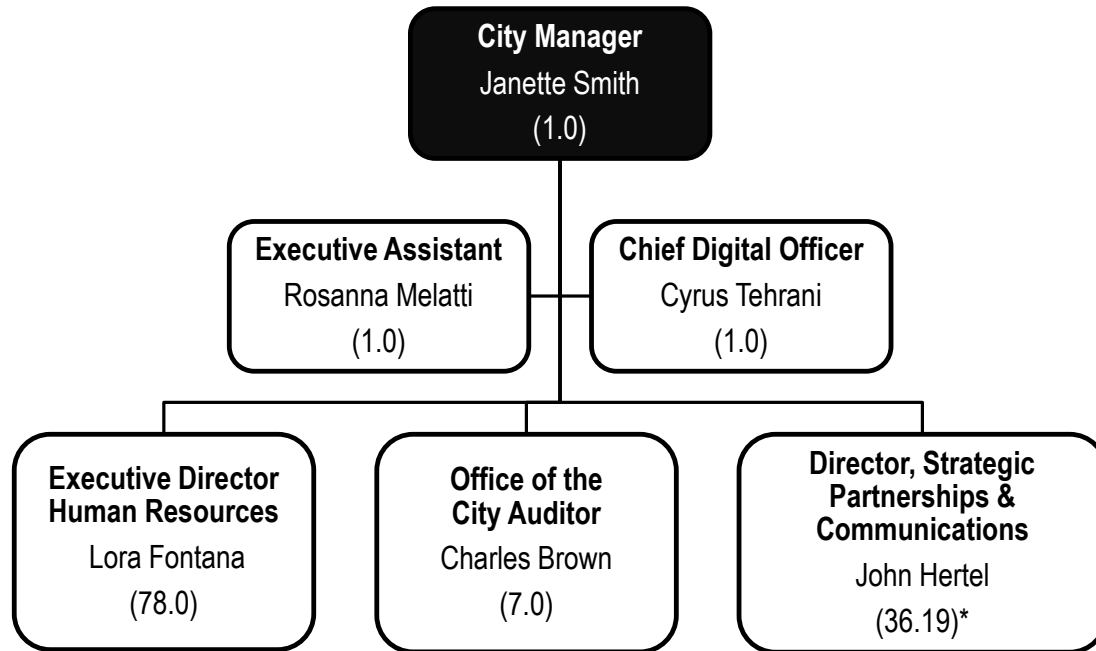 City Manager
Janette Smith
(1.0)
Executive Assistant
Rosanna Melatti
(1.0)
Chief Digital Officer
Cyrus Tehrani
(1.0)
Executive Director
Human Resources
Lora Fontana
(78.0)
Office of the
City Auditor
Charles Brown
(7.0)
Director, Strategic
Partnerships &
Communications
John Hertel
(36.19)*